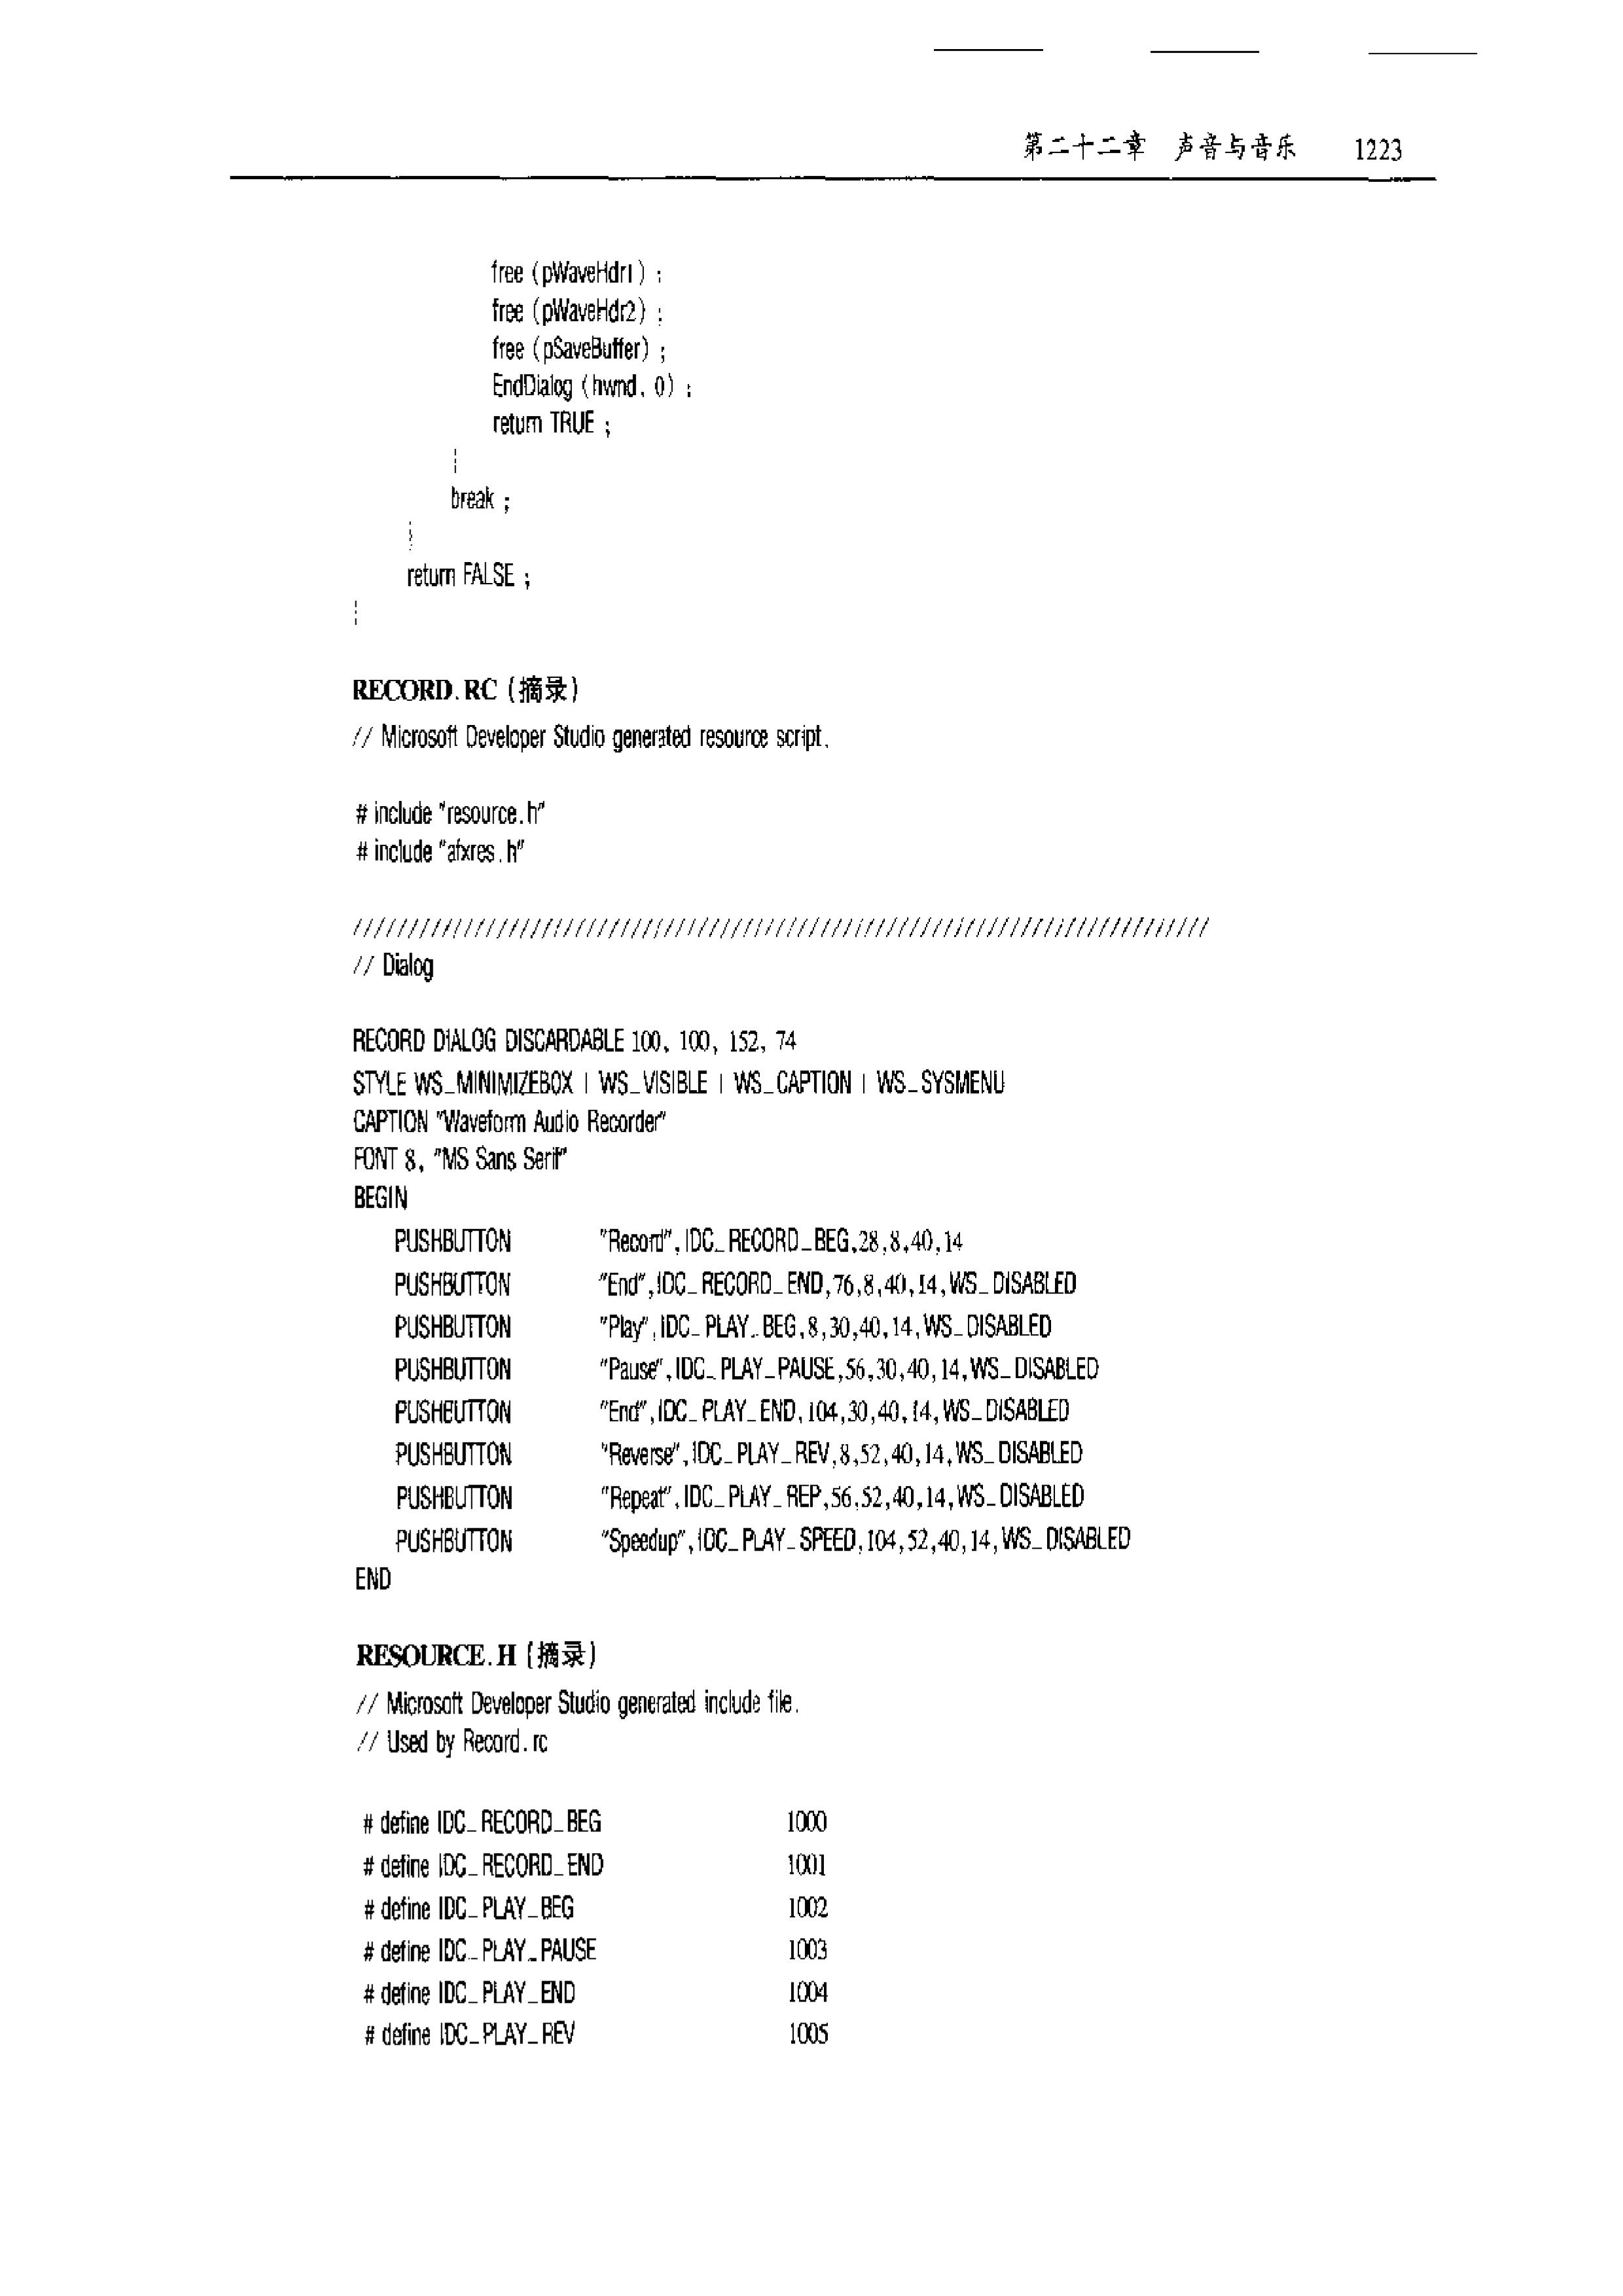 第二十二章 声音与音乐 1223
free (pWaveHdr1) ;
free (pWaveHdr2) ;
free (pSaveBuffer) ;
EndDialog (hwnd, 0) ;
return TRUE ;
}
break ;
}
return FALSE ;
}
RECORD.RC (摘录)
// Microsoft Developer Studio generated resource script.
# include "resource.h"
# include "afxres.h"
/////////////////////////////////////////////////////////////////////////////
// Dialog
RECORD DIALOG DISCARDABLE 100, 100, 152, 74
STYLE WS_MINIMIZEBOX | WS_VISIBLE | WS_CAPTION | WS_SYSMENU
CAPTION "Waveform Audio Recorder"
FONT 8, "MS Sans Serif"
BEGIN
PUSHBUTTON "Record",IDC_RECORD_BEG,28,8,40,14
PUSHBUTTON "End",IDC_RECORD_END,76,8,40,14,WS_DISABLED
PUSHBUTTON "Play",IDC_PLAY_BEG,8,30,40,14,WS_DISABLED
PUSHBUTTON "Pause",IDC_PLAY_PAUSE,56,30,40,14,WS_DISABLED
PUSHBUTTON "End",IDC_PLAY_END,104,30,40,14,WS_DISABLED
PUSHBUTTON "Reverse",IDC_PLAY_REV,8,52,40,14,WS_DISABLED
PUSHBUTTON "Repeat",IDC_PLAY_REP,56,52,40,14,WS_DISABLED
PUSHBUTTON "Speedup",IDC_PLAY_SPEED,104,52,40,14,WS_DISABLED
END
RESOURCE.H (摘录)
// Microsoft Developer Studio generated include file.
// Used by Record.rc
# define IDC_RECORD_BEG 1000
# define IDC_RECORD_END 1001
# define IDC_PLAY_BEG 1002
# define IDC_PLAY_PAUSE 1003
# define IDC_PLAY_END 1004
# define IDC_PLAY_REV 1005